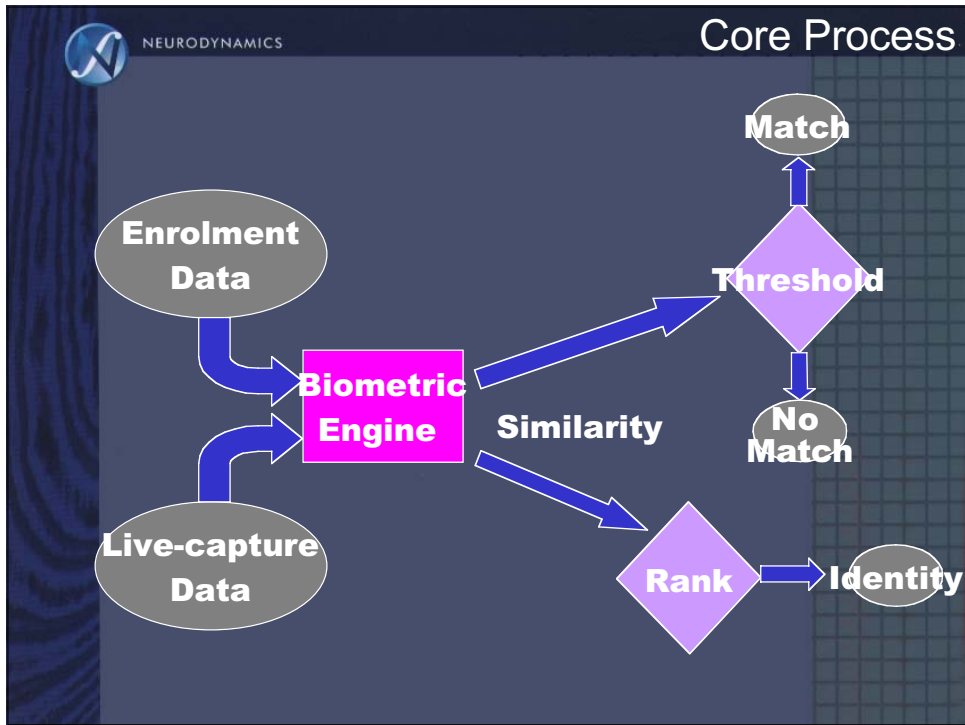 NEURODYNAMICS
Core Process
Match
Enrolment
Data
Threshold
Biometric
Engine
Similarity
No
Match
Live-capture
Data
Rank
Identity